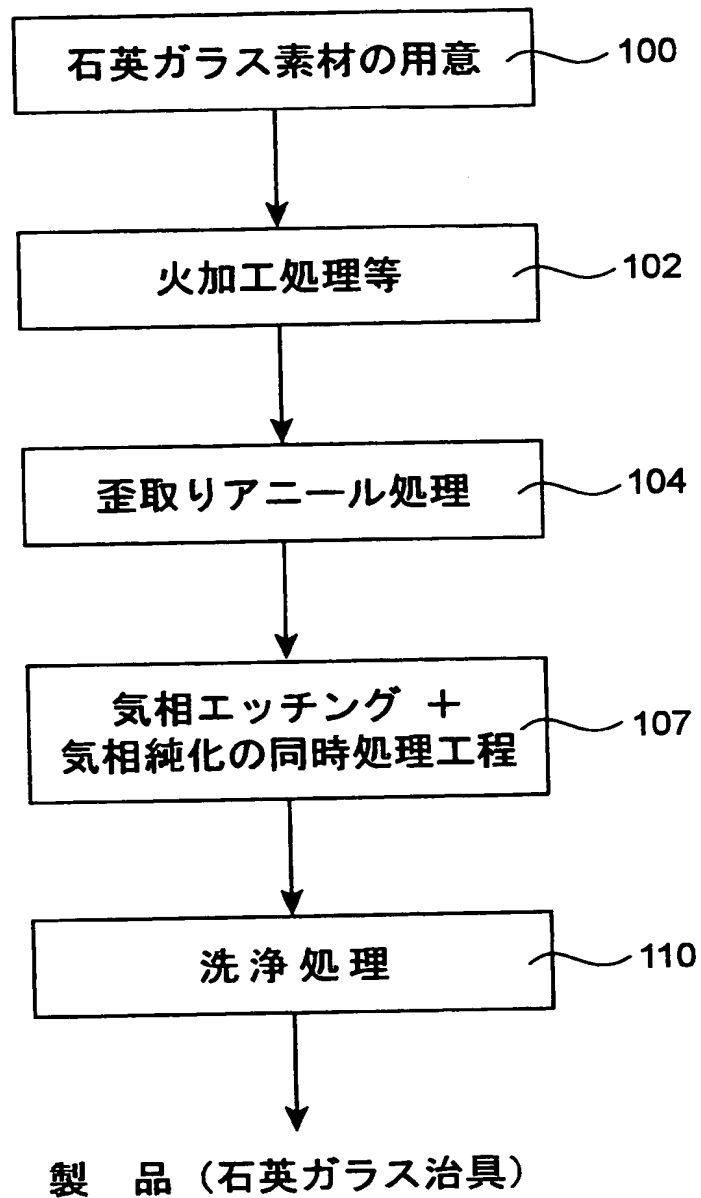 石英ガラス素材の用意
100
火加工処理等
102
歪取りアニール処理
104
気相エッチング ＋
気相純化の同時処理工程
107
洗浄処理
110
製 品（石英ガラス治具）